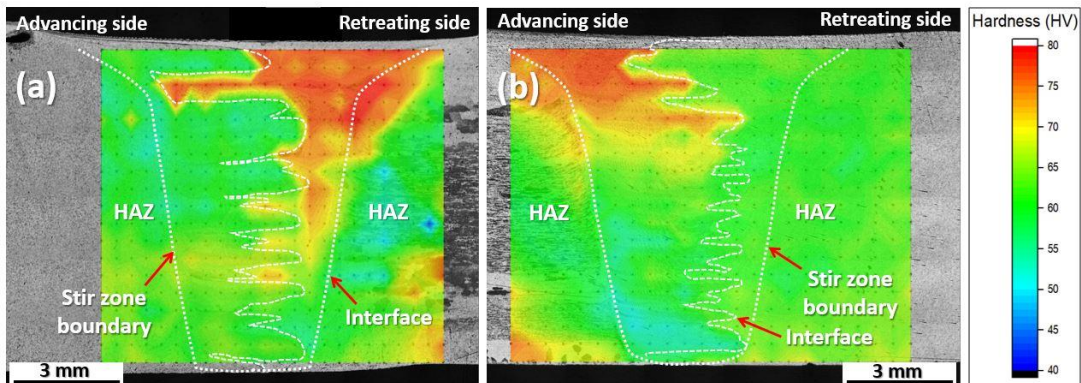 Advancing side
Retreating side
(a)
HAZ
HAZ
Stir zone
boundary
Interface
3 mm
Advancing side
Retreating side
(b)
HAZ
HAZ
Stir zone
boundary
Interface
3 mm
Hardness (HV)
80
75
70
65
60
55
50
45
40